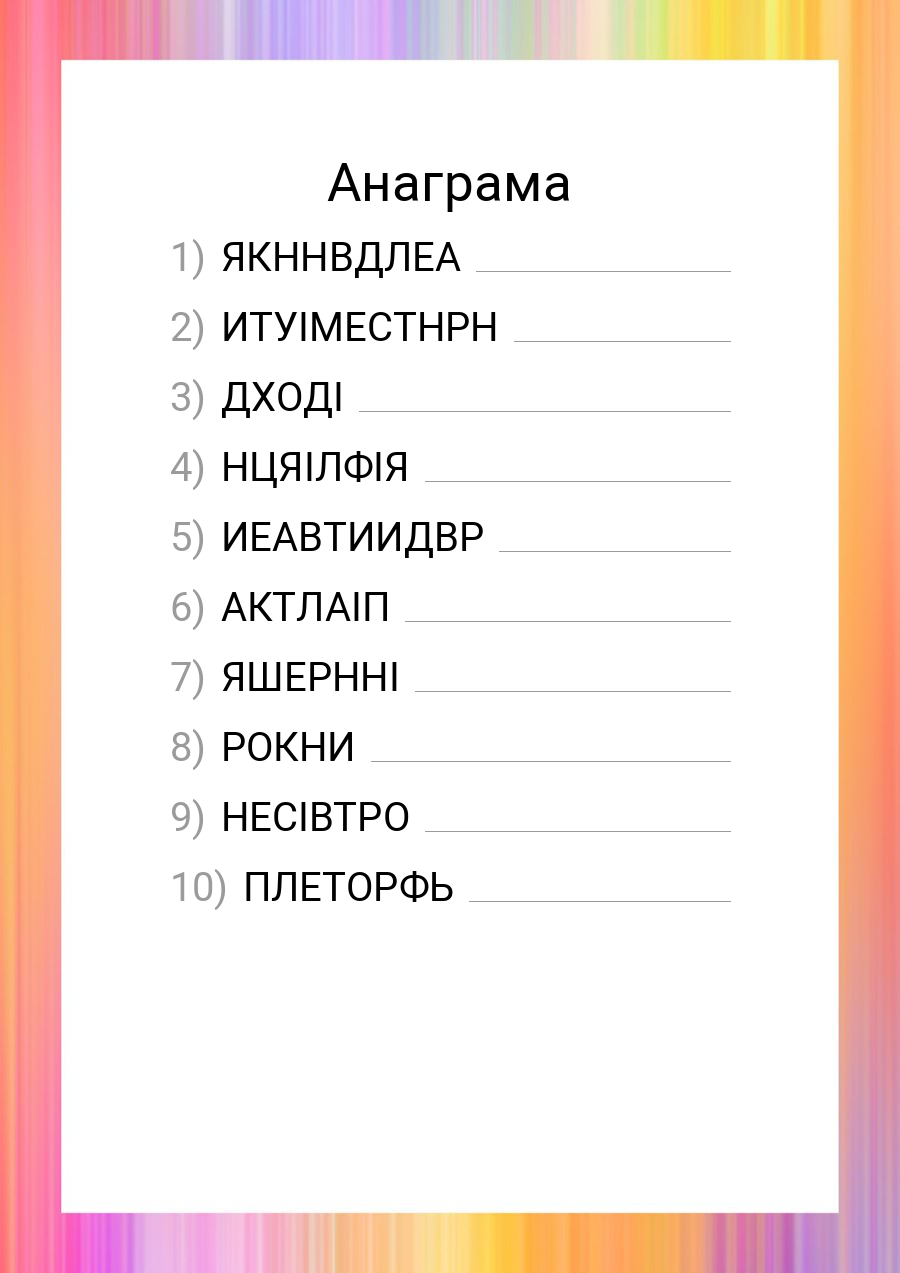 Анаграма
1) ЯКННВДЛЕА
2) ИТУІМЕСТНРН
3) ДХОДІ
4) НЦЯІЛФІЯ
5) ИЕАВТИИДВР
6) АКТЛАІП
7) ЯШЕРННІ
8) РОКНИ
9) НЕСІВТРО
10) ПЛЕТОРФЬ